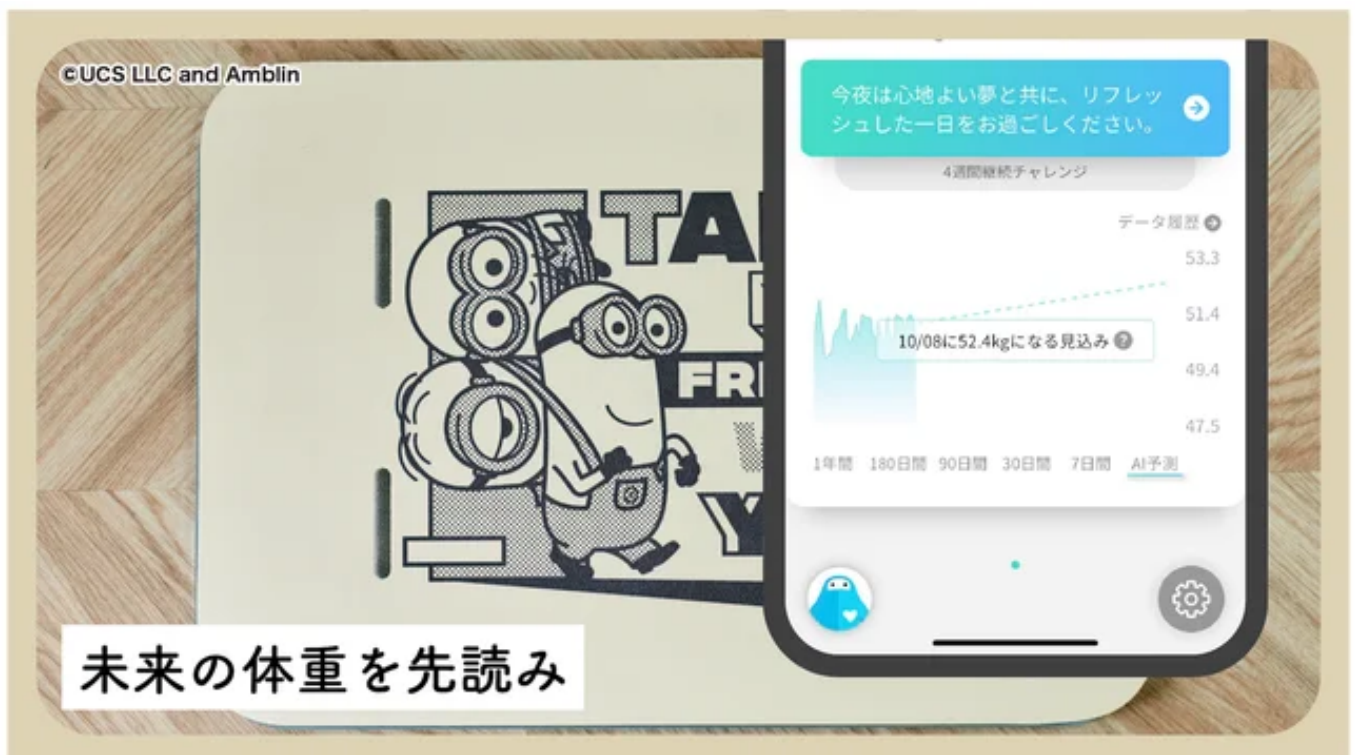 ©UCS LLC and Amblin
今夜は心地よい夢と共に、リフレッ
シュした一日をお過ごしください。
4週間継続チャレンジ
データ履歴
53.3
51.4
49.4
47.5
10/08に52.4kgになる見込み
?
1年間 180日間 90日間 30日間 7日間 AI予測
未来の体重を先読み